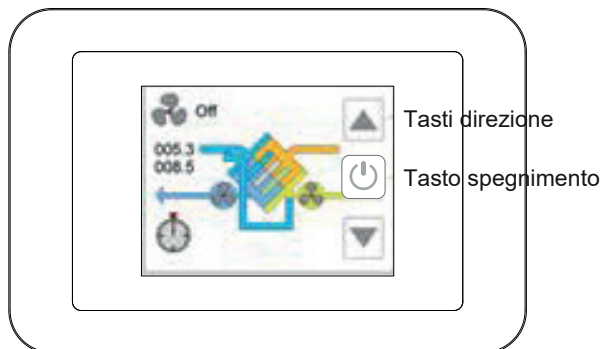 Off
005.3
008.5
Tasti direzione
Tasto spegnimento